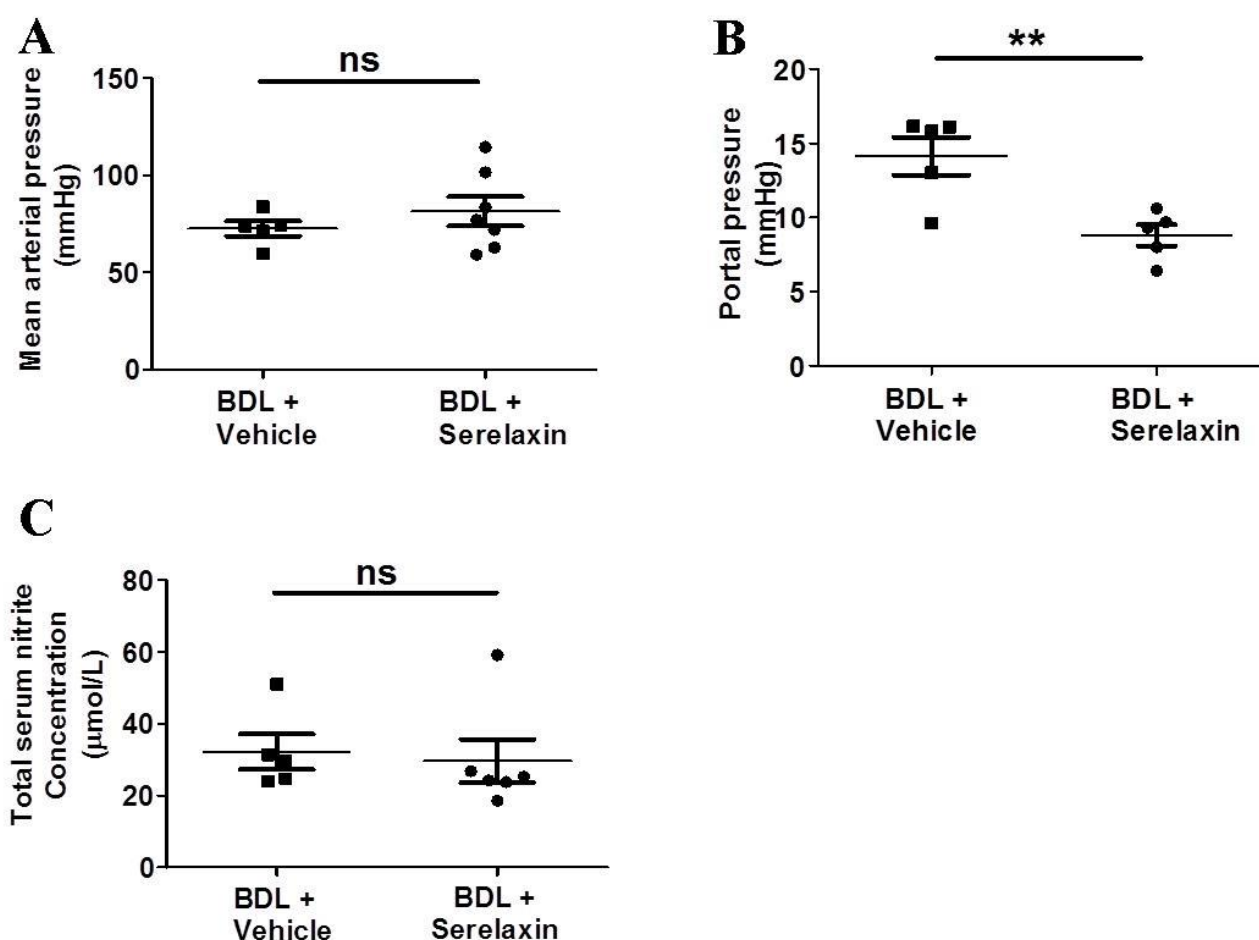 A
ns
Mean arterial pressure
(mmHg)
150
100
50
0
BDL +
Vehicle
BDL +
Serelaxin
B
**
Portal pressure
(mmHg)
20
15
10
5
0
BDL +
Vehicle
BDL +
Serelaxin
C
ns
Total serum nitrite
Concentration
(µmol/L)
80
60
40
20
0
BDL +
Vehicle
BDL +
Serelaxin